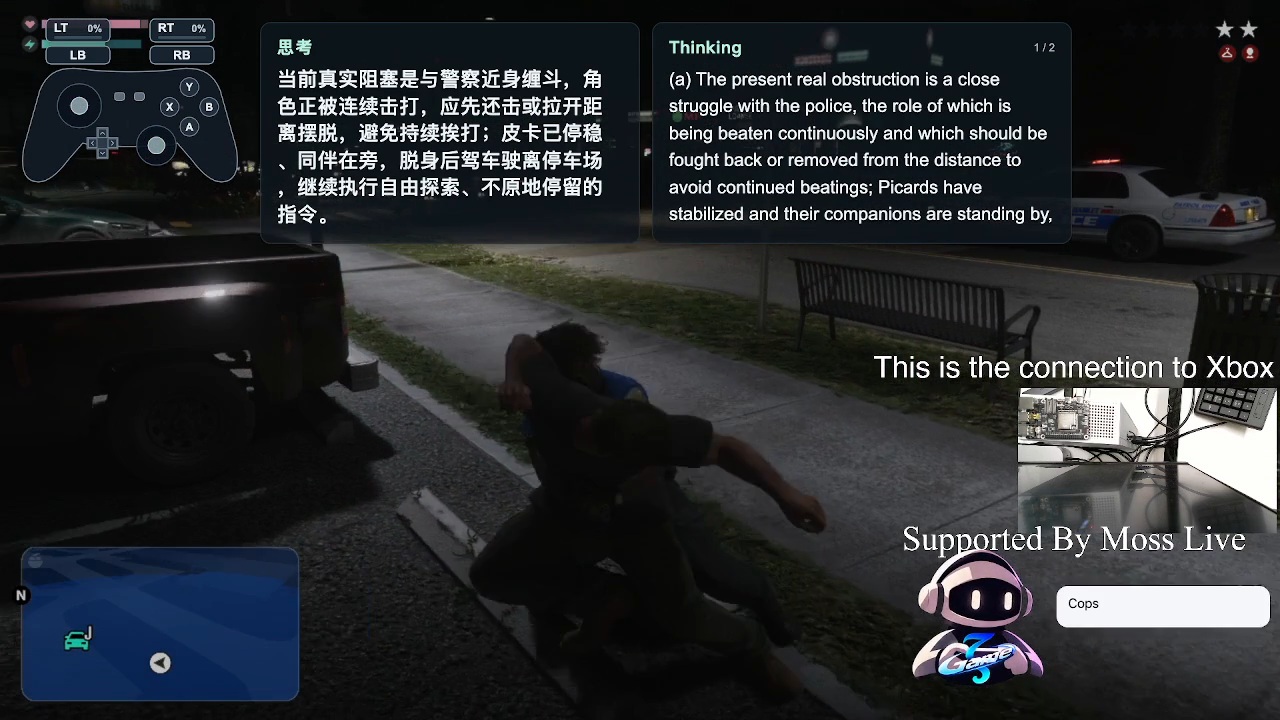 LT 0%
RT 0%
LB
RB
Y
X
B
A
思考
当前真实阻塞是与警察近身缠斗，角
色正被连续击打，应先还击或拉开距
离摆脱，避免持续挨打；皮卡已停稳
、同伴在旁，脱身后驾车驶离停车场
，继续执行自由探索、不原地停留的
指令。
Thinking
1 / 2
(a) The present real obstruction is a close
struggle with the police, the role of which is
being beaten continuously and which should be
fought back or removed from the distance to
avoid continued beatings; Picards have
stabilized and their companions are standing by,
This is the connection to Xbox
Supported By Moss Live
Cops
Game
3
N
J